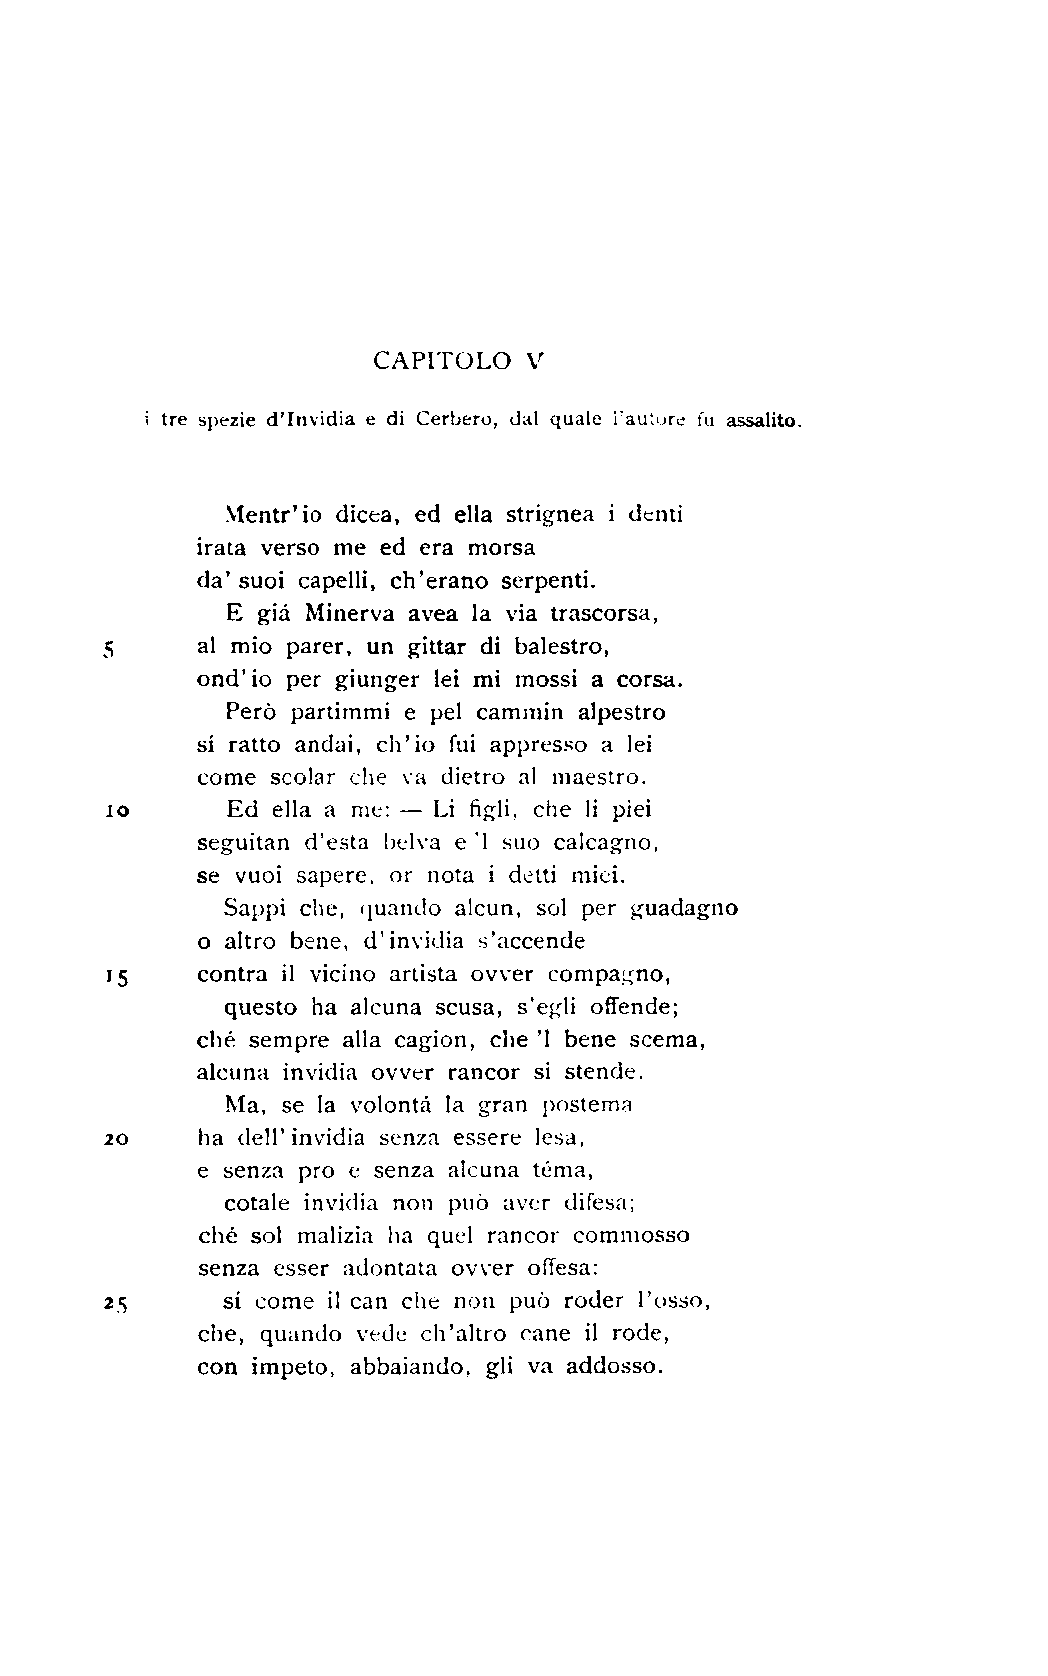 CAPITOLO V
i tre spezie d'Invidia e di Cerbero, dal quale l'autore fu assalito.
Mentr'io dicea, ed ella strignea i denti
irata verso me ed era morsa
da' suoi capelli, ch'erano serpenti.
E giá Minerva avea la via trascorsa,
5 al mio parer, un gittar di balestro,
ond'io per giunger lei mi mossi a corsa.
Però partimmi e pel cammin alpestro
sí ratto andai, ch'io fui appresso a lei
come scolar che va dietro al maestro.
10 Ed ella a me: — Li figli, che li piei
seguitan d'esta belva e 'l suo calcagno,
se vuoi sapere, or nota i detti miei.
Sappi che, quando alcun, sol per guadagno
o altro bene, d'invidia s'accende
15 contra il vicino artista ovver compagno,
questo ha alcuna scusa, s'egli offende;
ché sempre alla cagion, che 'l bene scema,
alcuna invidia ovver rancor si stende.
Ma, se la volontá la gran postema
20 ha dell'invidia senza essere lesa,
e senza pro e senza alcuna téma,
cotale invidia non può aver difesa;
ché sol malizia ha quel rancor commosso
senza esser adontata ovver offesa:
25 sí come il can che non può roder l'osso,
che, quando vede ch'altro cane il rode,
con impeto, abbaiando, gli va addosso.